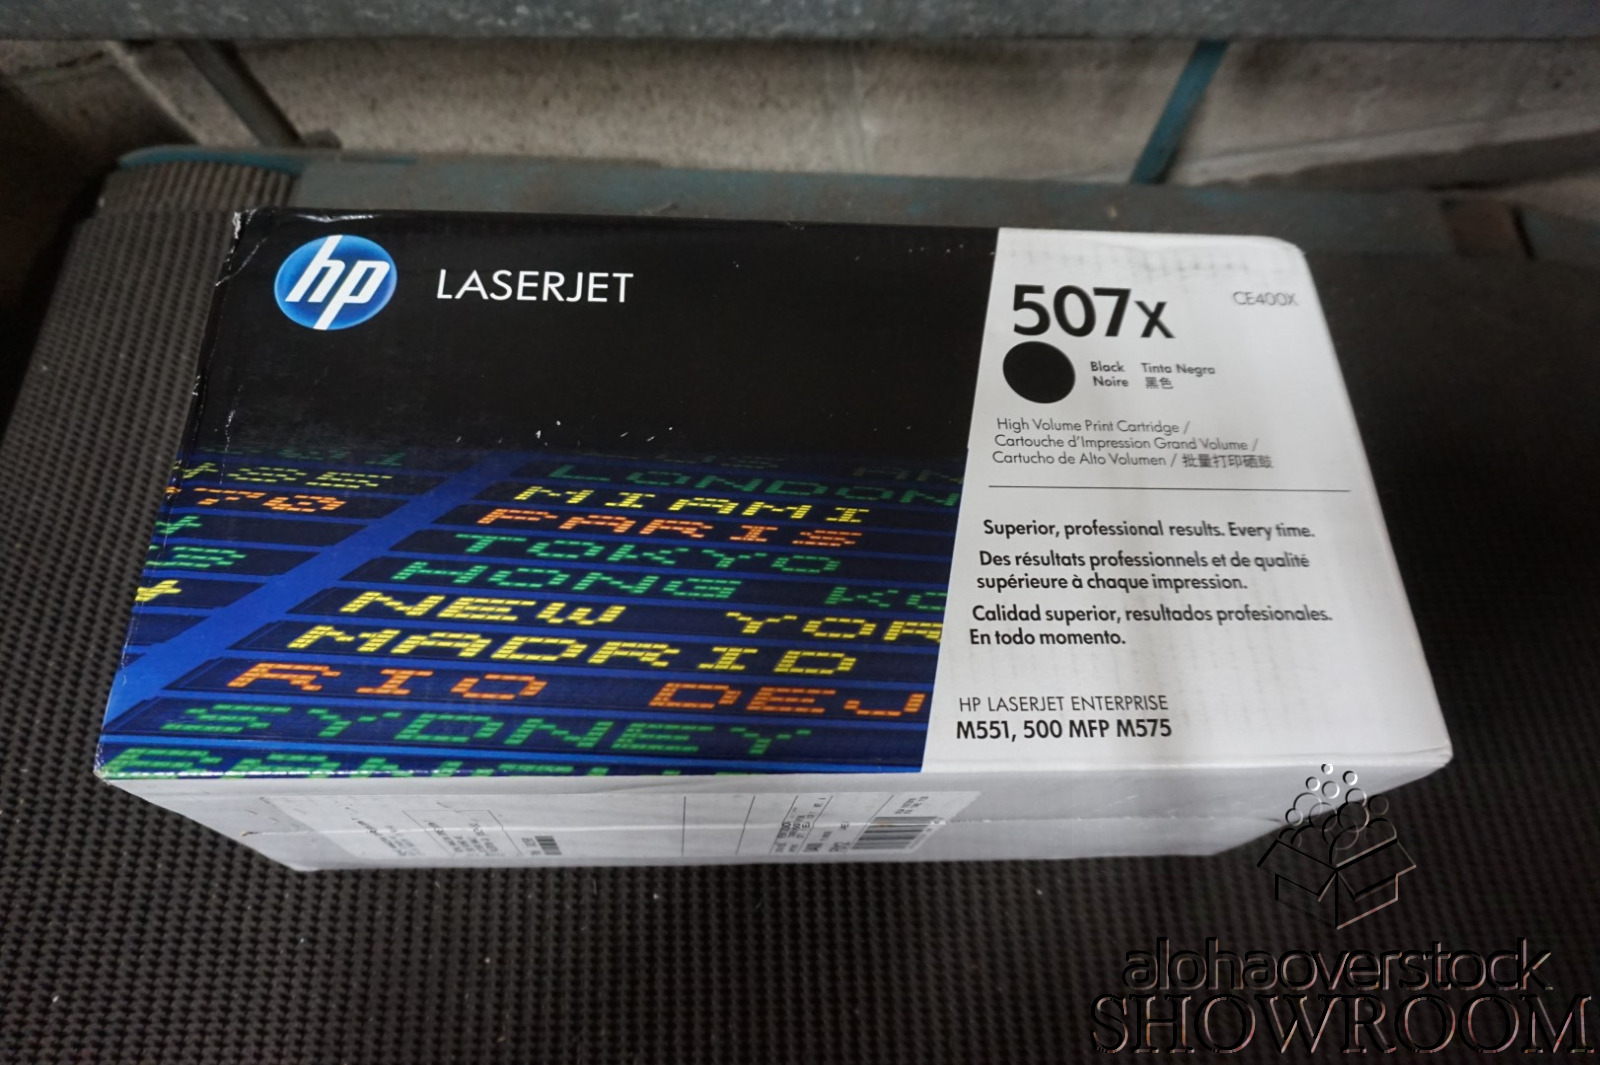 hp
LASERJET
507X
CE400X
Black Tinta Negra
Noire 黑色
High Volume Print Cartridge /
Cartouche d'Impression Grand Volume /
Cartucho de Alto Volumen / 批量打印硒鼓
Superior, professional results. Every time.
Des résultats professionnels et de qualité
supérieure à chaque impression.
Calidad superior, resultados profesionales.
En todo momento.
HP LASERJET ENTERPRISE
M551, 500 MFP M575
LONDON
MIAMI
PARIS
TOKYO
HONG KO
NEW YOR
MADRID
RIO DEJ
SYDNEY
alohaoverstock
SHOWROOM